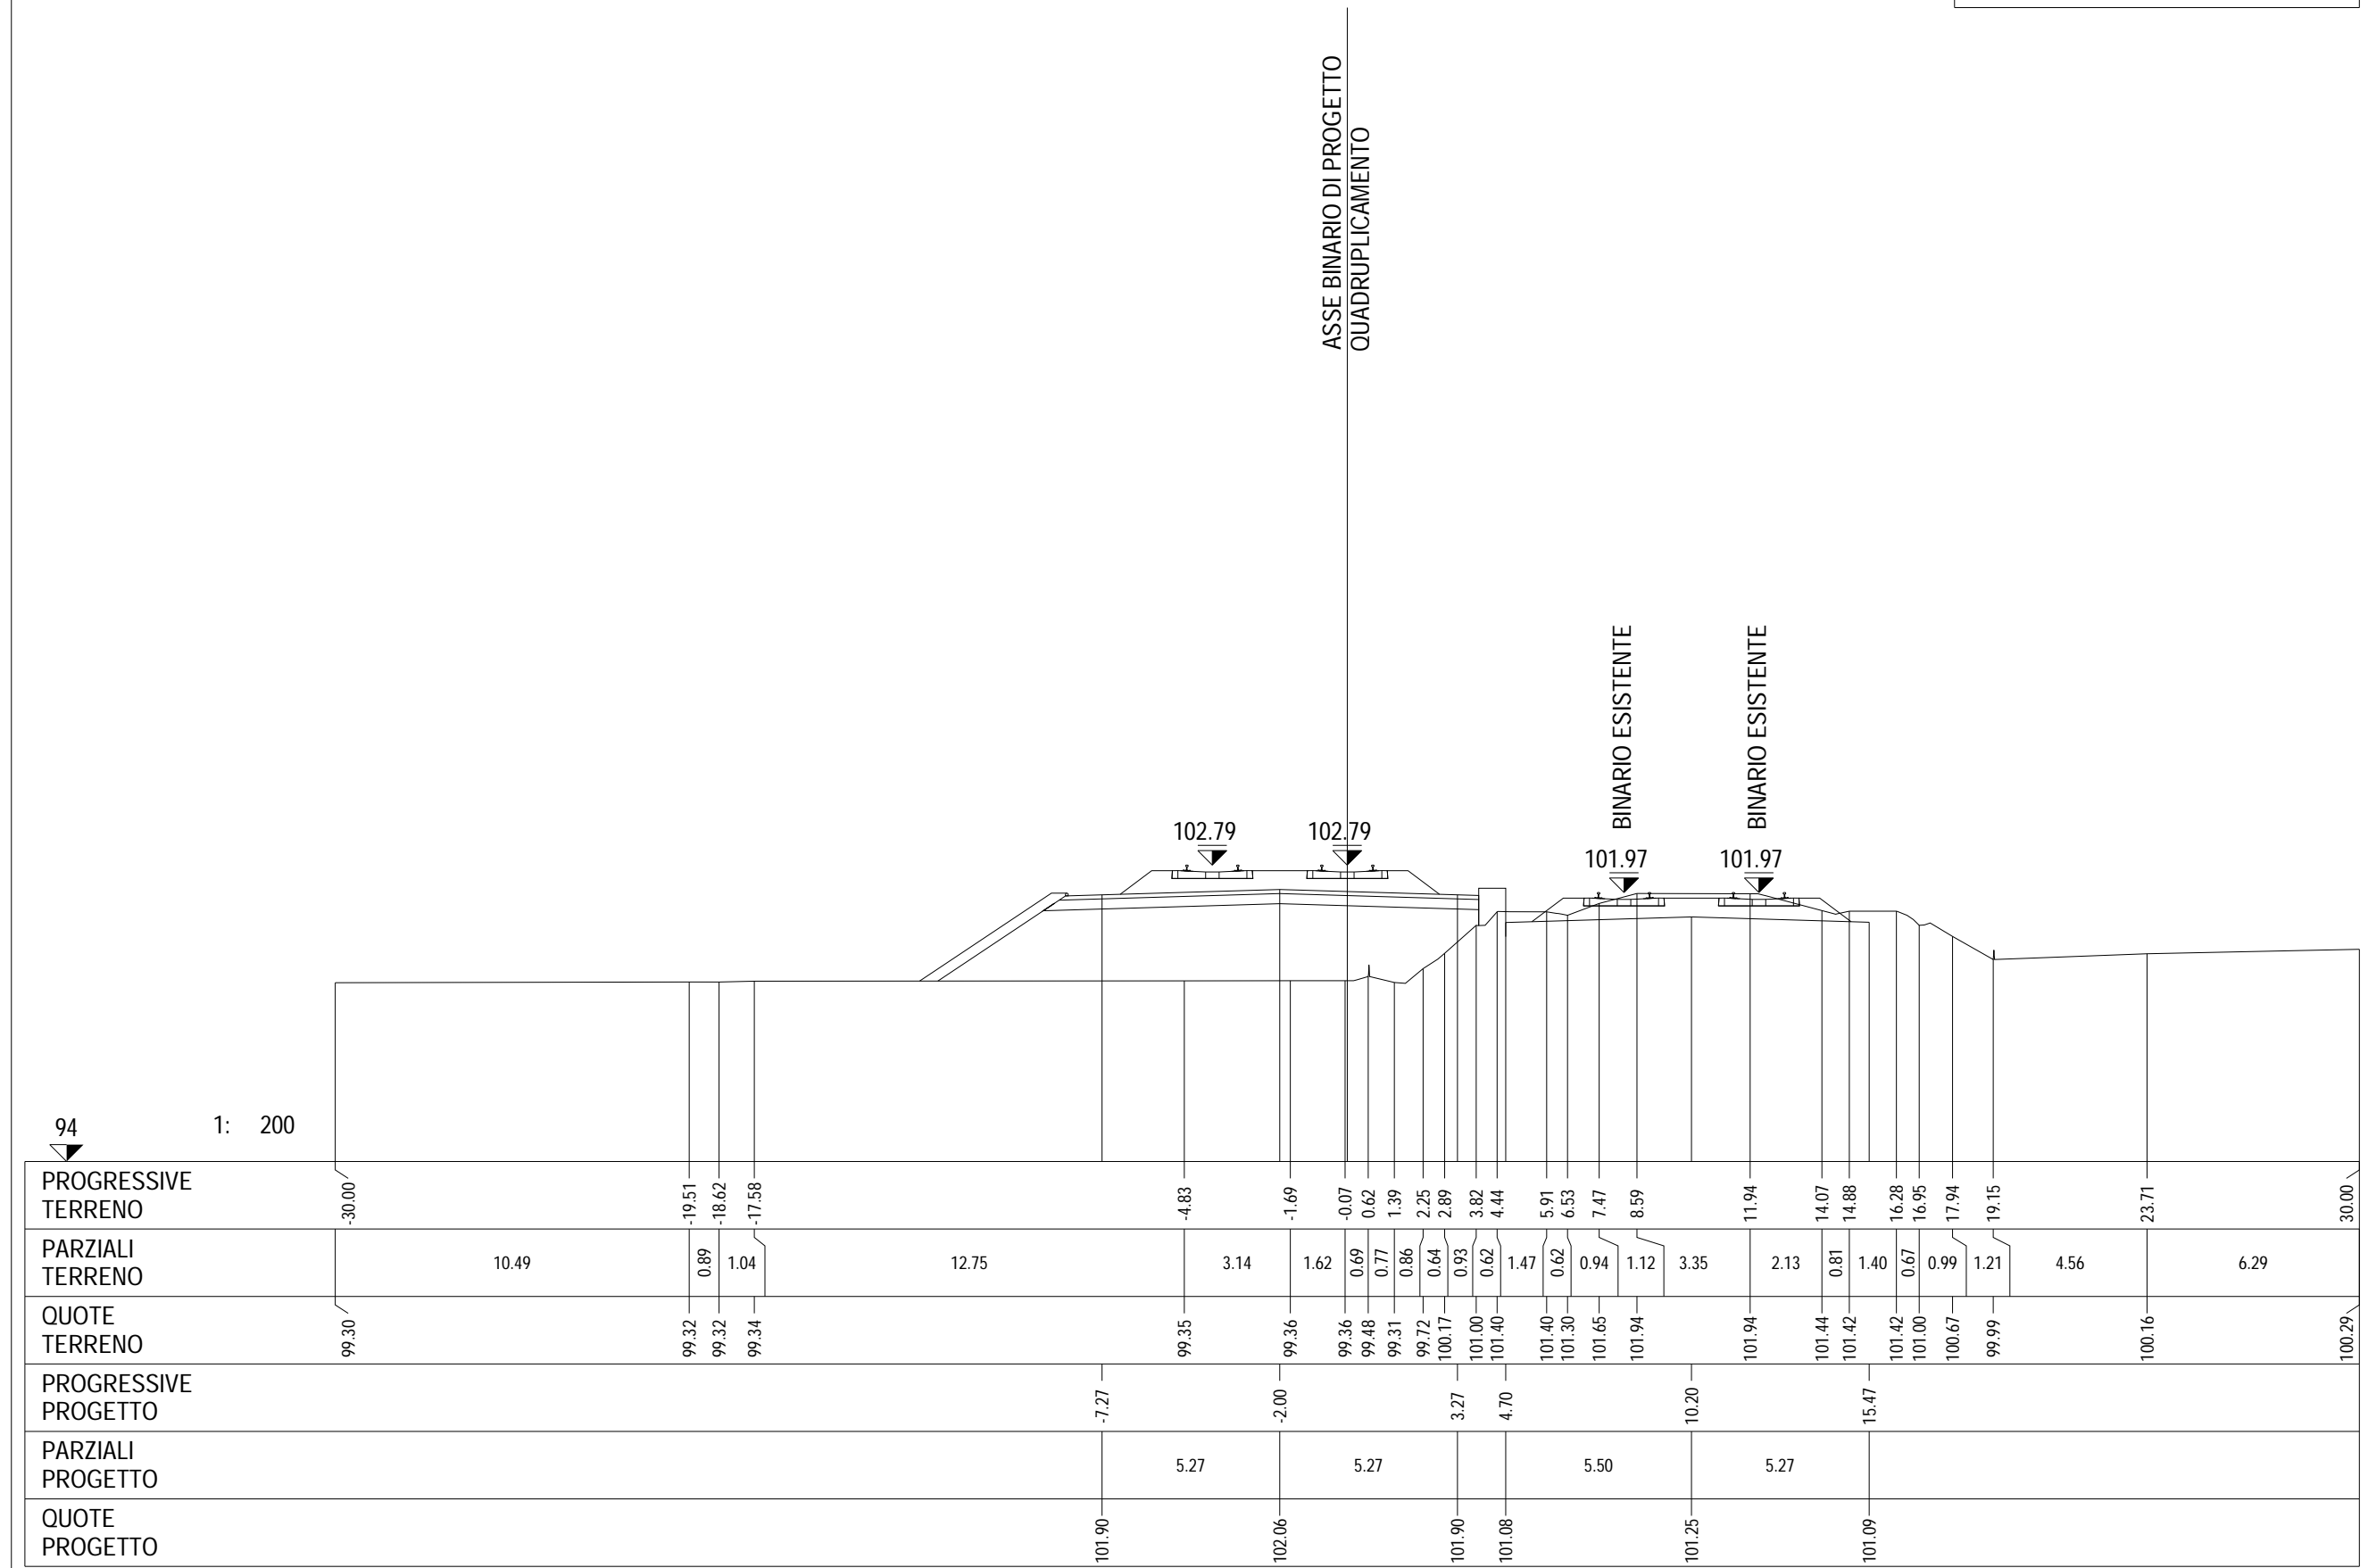 ASSE BINARIO DI PROGETTO
QUADRUPLICAMENTO
BINARIO ESISTENTE
BINARIO ESISTENTE
102.79
102.79
101.97
101.97
94
1: 200
PROGRESSIVE
TERRENO
-30.00 -19.51 -18.62 -17.58 -4.83 -1.69 -0.07 0.62 1.39 2.25 2.89 3.82 4.44 5.91 6.53 7.47 8.59 11.94 14.07 14.88 16.28 16.95 17.94 19.15 23.71 30.00
PARZIALI
TERRENO
10.49 0.89 1.04 12.75 3.14 1.62 0.69 0.77 0.86 0.64 0.93 0.62 1.47 0.62 0.94 1.12 3.35 2.13 0.81 1.40 0.67 0.99 1.21 4.56 6.29
QUOTE
TERRENO
99.30 99.32 99.32 99.34 99.35 99.36 99.36 99.48 99.31 99.72 100.17 101.00 101.40 101.40 101.30 101.65 101.94 101.94 101.44 101.42 101.42 101.00 100.67 99.99 100.16 100.29
PROGRESSIVE
PROGETTO
-7.27 -2.00 3.27 4.70 10.20 15.47
PARZIALI
PROGETTO
5.27 5.27 5.50 5.27
QUOTE
PROGETTO
101.90 102.06 101.90 101.08 101.25 101.09